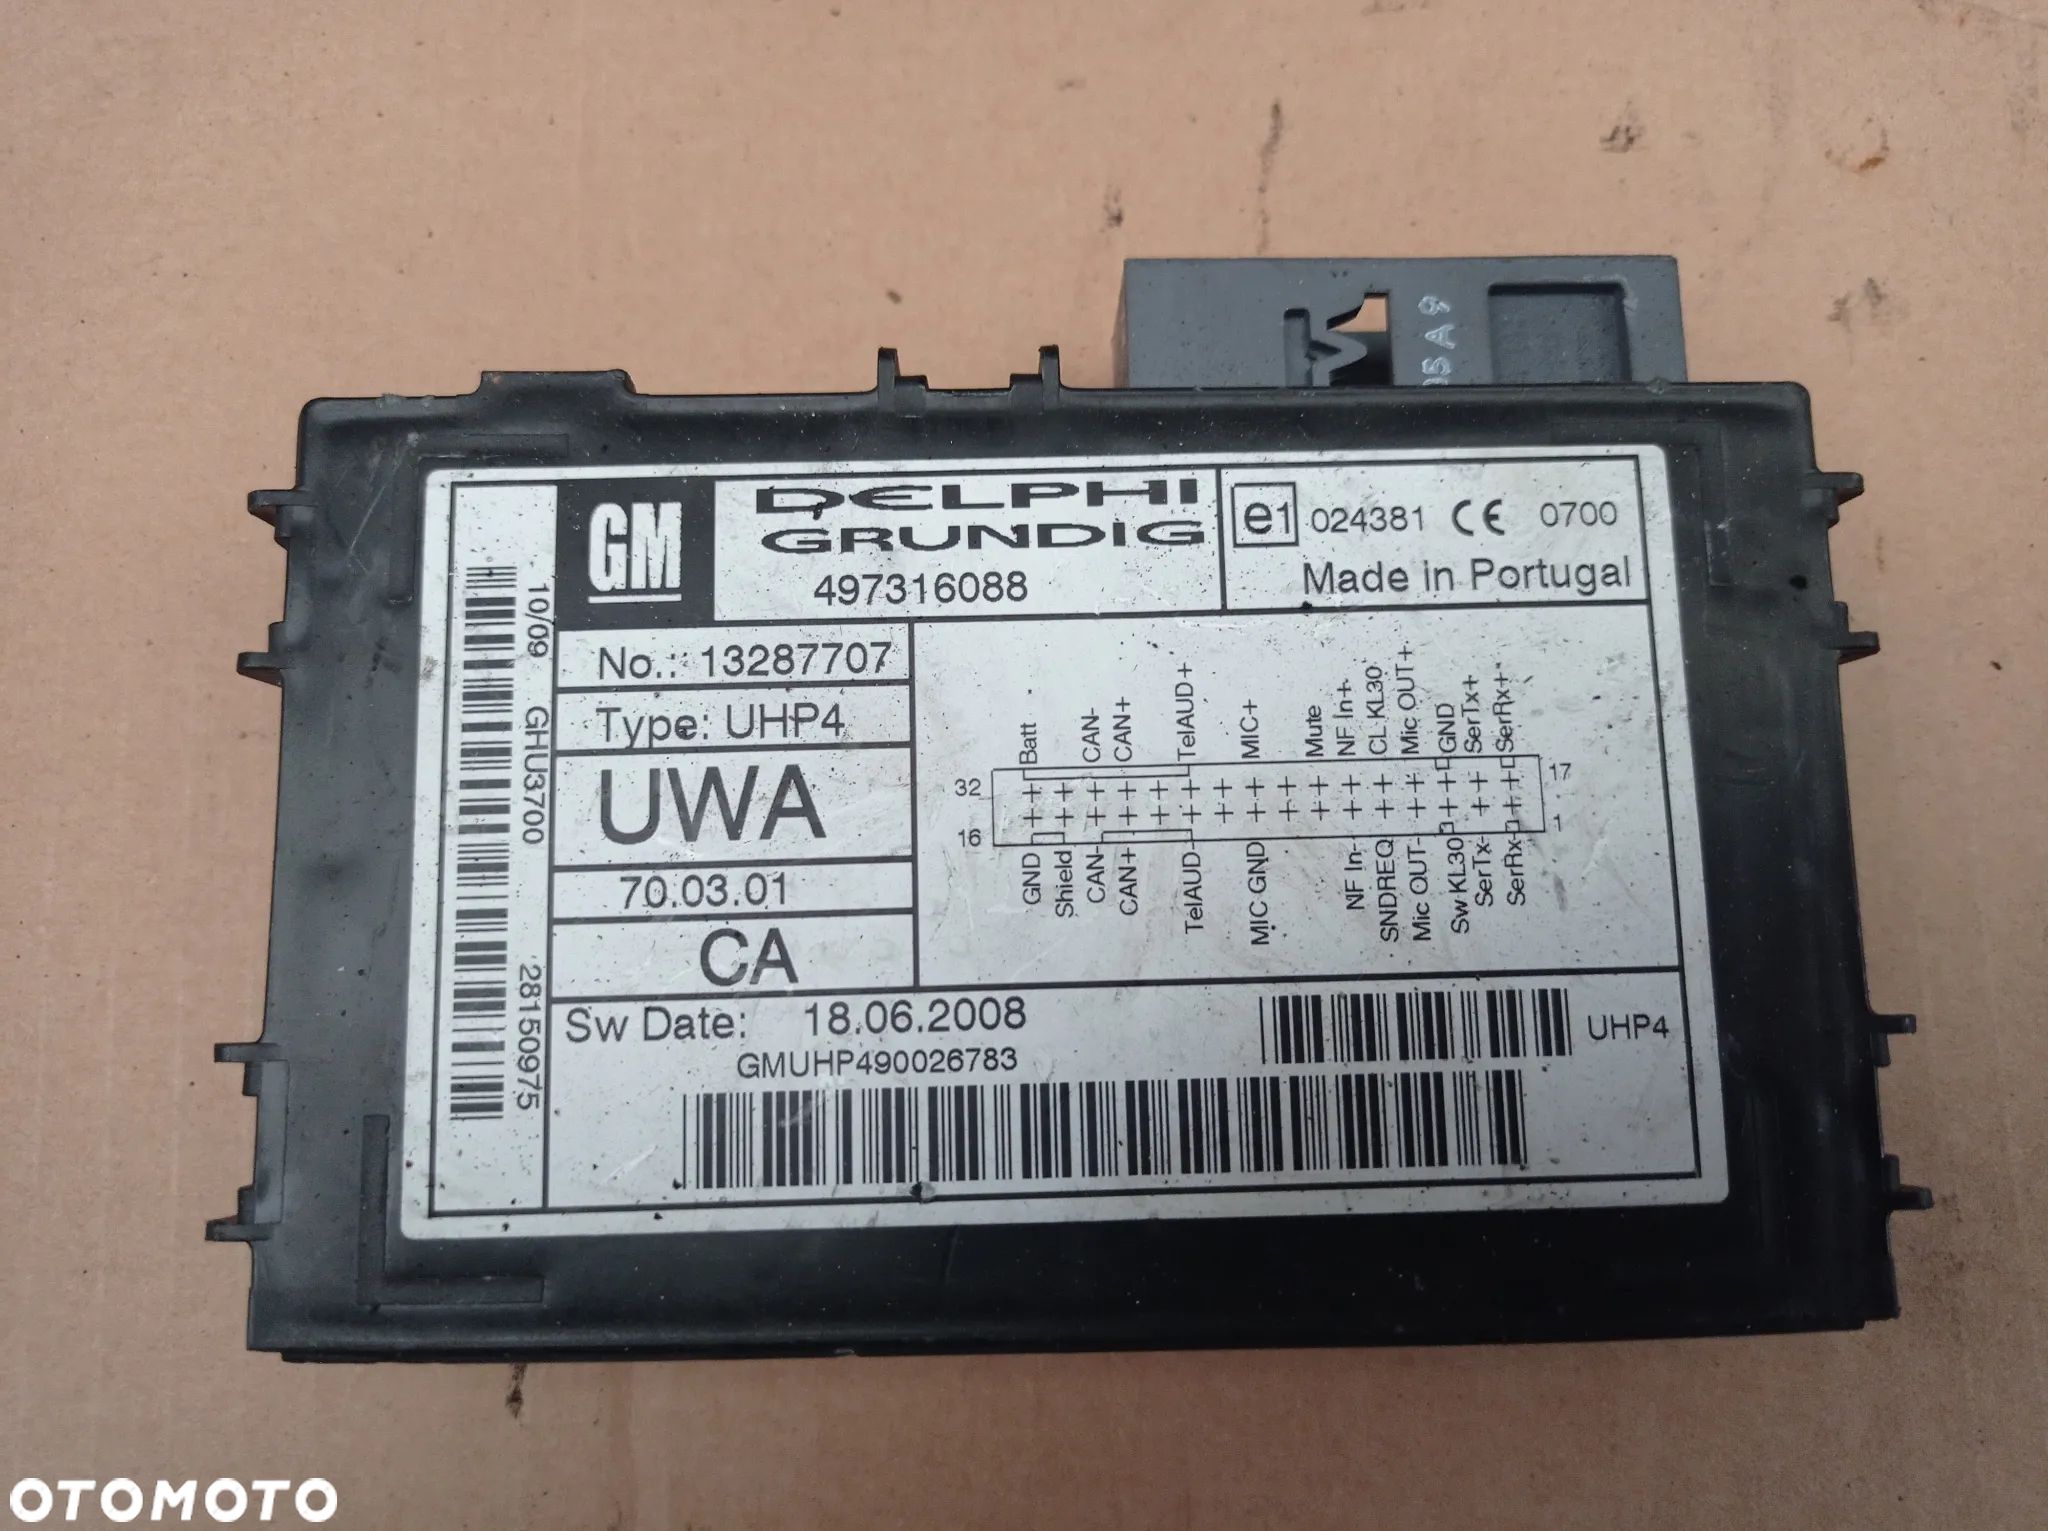 05BA9
GM
DELPHI
GRUNDIG
497316088
e1 024381 CE 0700
Made in Portugal
10/09 GHU3700 28150975
No.: 13287707
Type: UHP4
UWA
70.03.01
CA
Batt CAN- CAN+ TelAUD+ MIC+ Mute NF In+ CL KL30 Mic OUT+ GND SerTx+ SerRx+
32 17
16 1
GND Shield CAN- CAN+ TelAUD- MIC GND NF In- SNDREQ Mic OUT- Sw KL30 SerTx- SerRx-
Sw Date: 18.06.2008
GMUHP490026783
UHP4
OTOMOTO